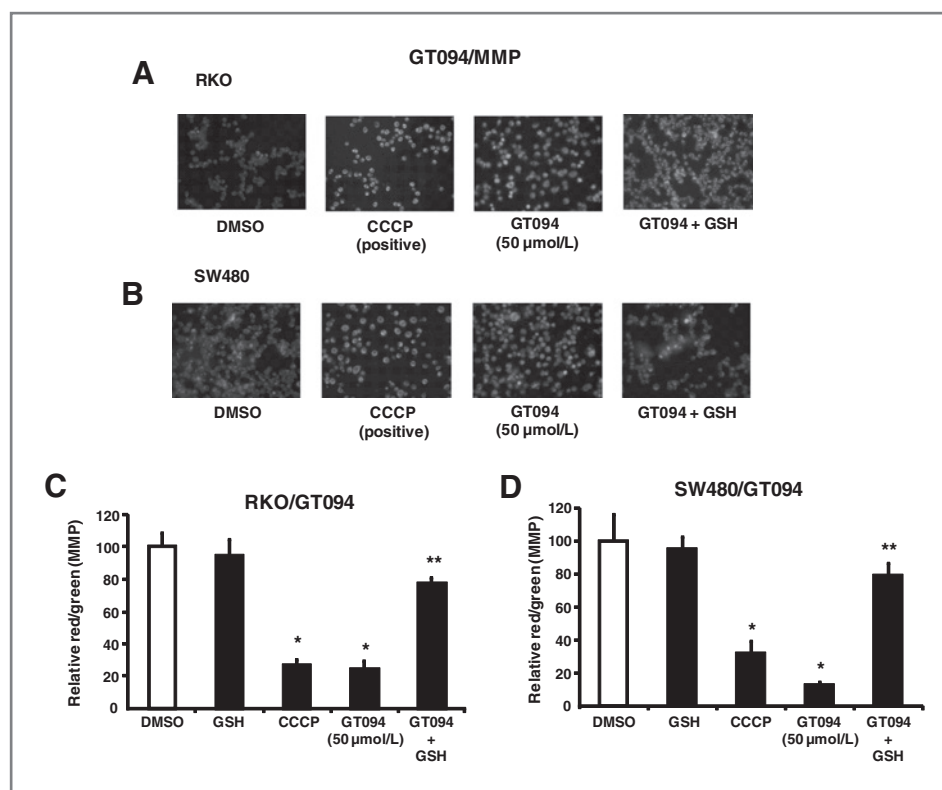 GT094/MMP
A
RKO
DMSO
CCCP
(positive)
GT094
(50 µmol/L)
GT094 + GSH
B
SW480
DMSO
CCCP
(positive)
GT094
(50 µmol/L)
GT094 + GSH
C
RKO/GT094
Relative red/green (MMP)
120
100
80
60
40
20
0
*
*
**
DMSO
GSH
CCCP
GT094
(50 µmol/L)
GT094
+
GSH
D
SW480/GT094
Relative red/green (MMP)
120
100
80
60
40
20
0
*
*
**
DMSO
GSH
CCCP
GT094
(50 µmol/L)
GT094
+
GSH